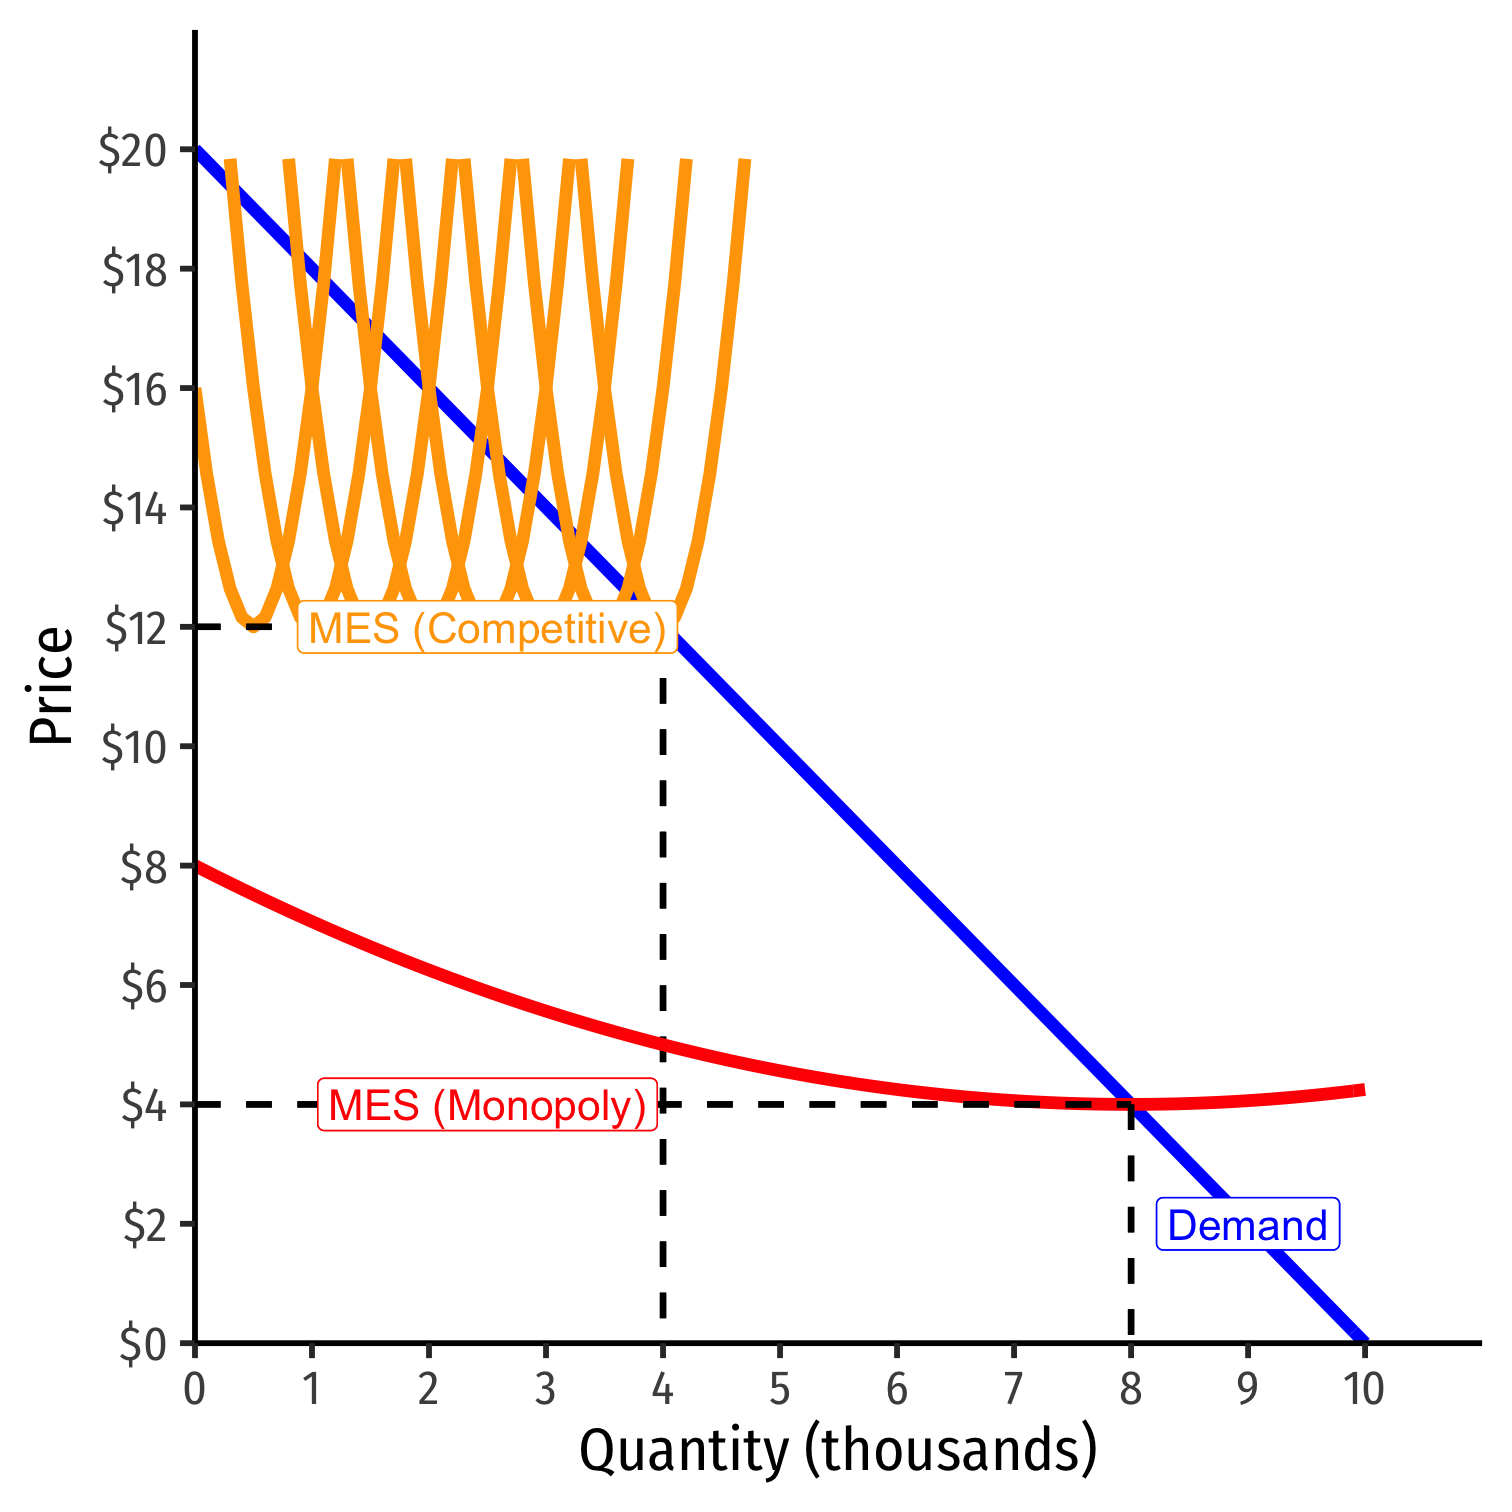 $20
$18
$16
$14
MES (Competitive)
$12
Price
$10
$8
$6
MES (Monopoly)
$4
Demand
$2
$0
0 1 2 3 4 5 6 7 8 9 10
Quantity (thousands)